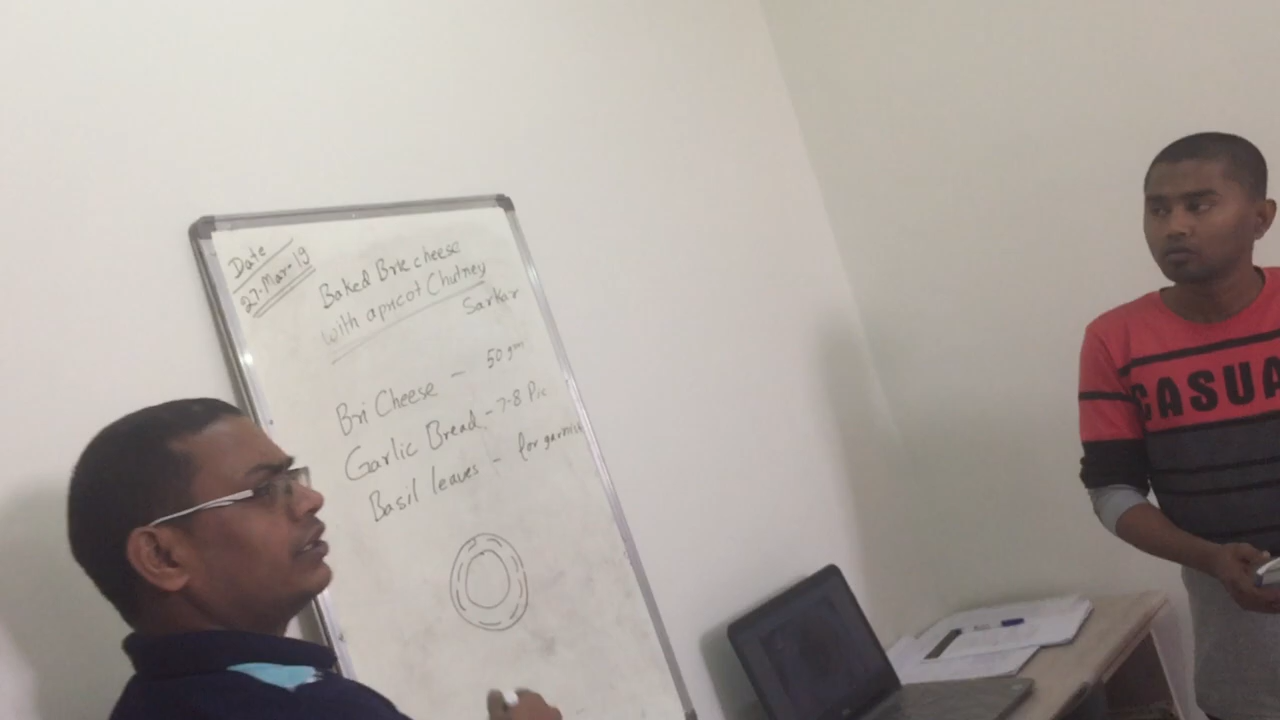 Date
27-Mar-19
Baked Brie cheese
with apricot Chutney
Sarkar
Bri Cheese - 50 gm
Garlic Bread - 7-8 Pic
Basil leaves - for garnish
CASUA